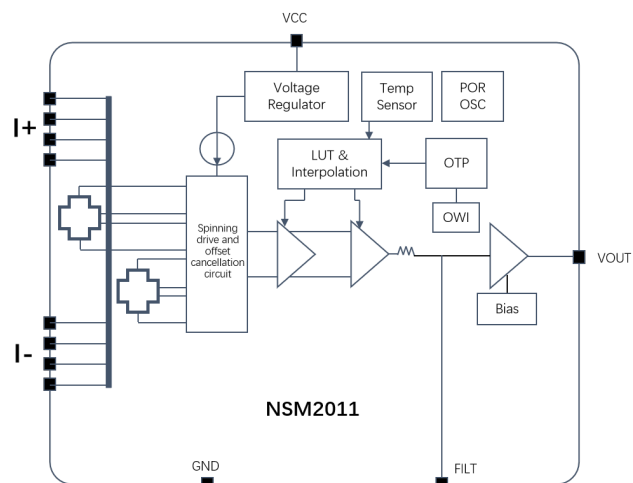 VCC
Voltage
Regulator
Temp
Sensor
POR
OSC
I+
LUT &
Interpolation
OTP
OWI
Spinning
drive and
offset
cancellation
circuit
VOUT
Bias
I-
NSM2011
GND
FILT